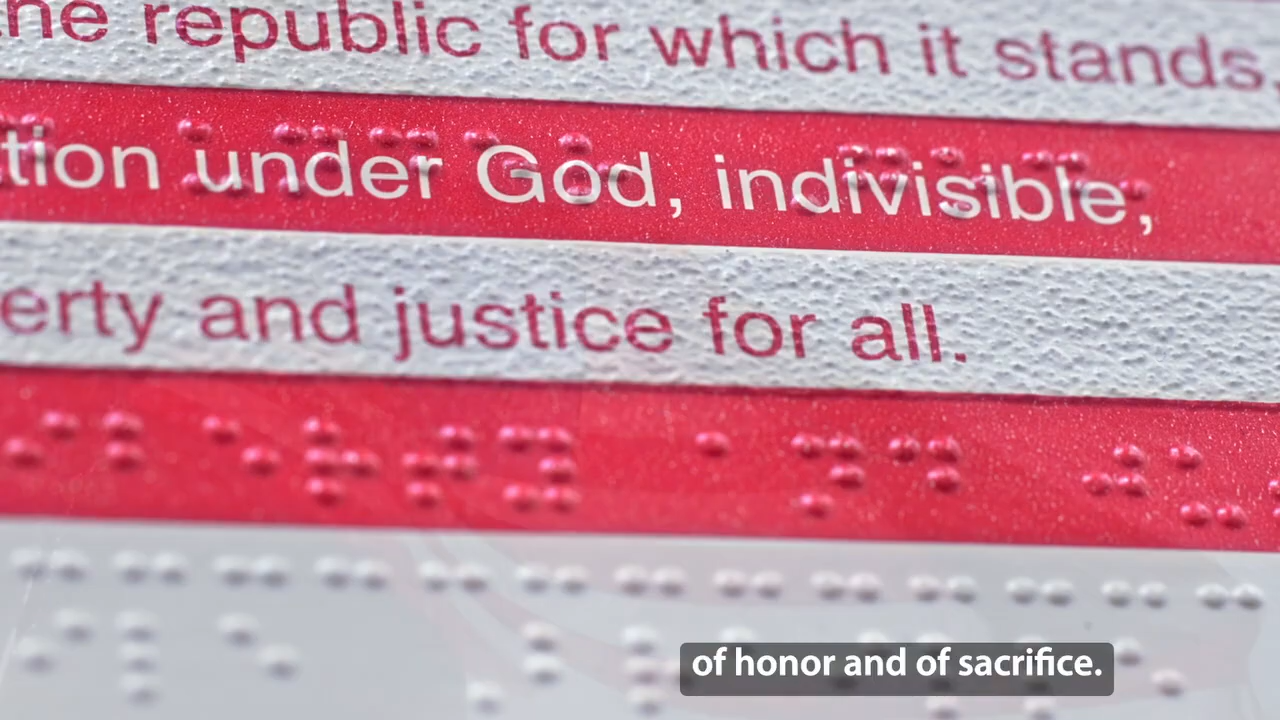 he republic for which it stands,
tion under God, indivisible,
erty and justice for all.
of honor and of sacrifice.